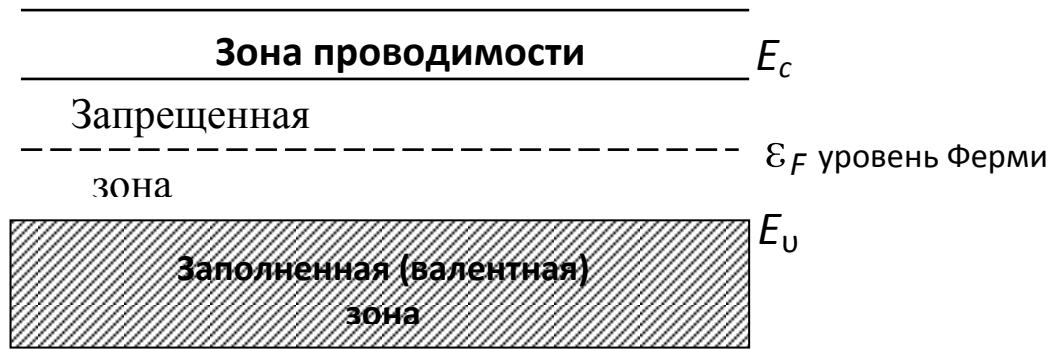 Зона проводимости
E_c
Запрещенная
ε_F уровень Ферми
зона
E_υ
Заполненная (валентная)
зона